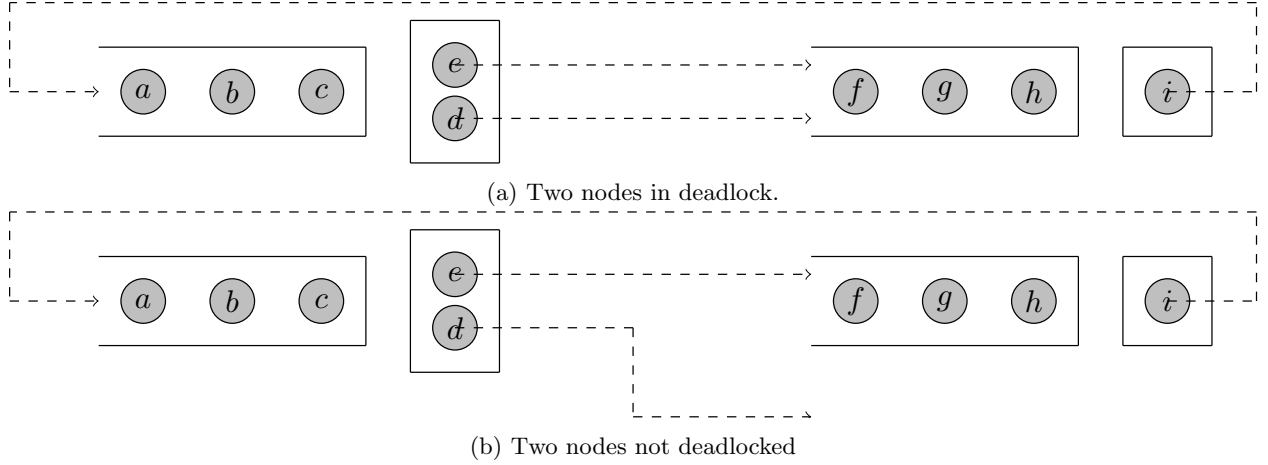 e
a b c f g h i
d
(a) Two nodes in deadlock.
e
a b c f g h i
d
(b) Two nodes not deadlocked